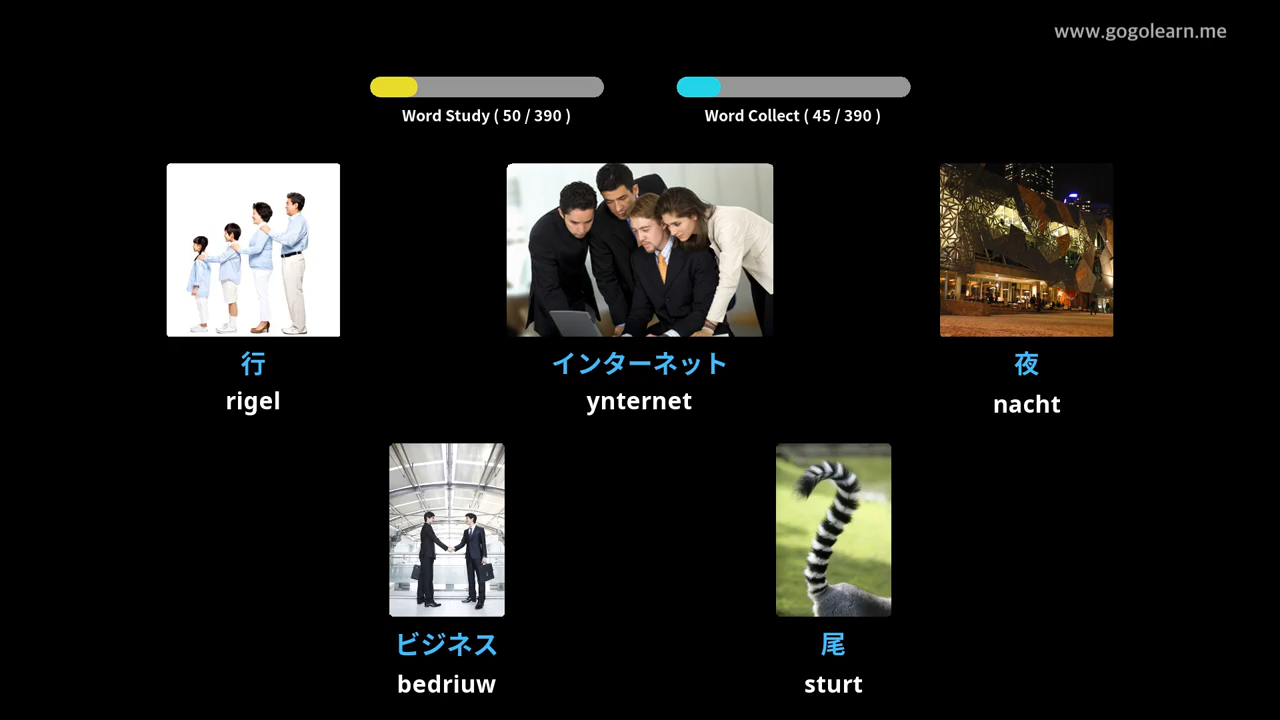 www.gogolearn.me
Word Study ( 50 / 390 )
Word Collect ( 45 / 390 )
行
rigel
インターネット
ynternet
夜
nacht
ビジネス
bedriuw
尾
sturt